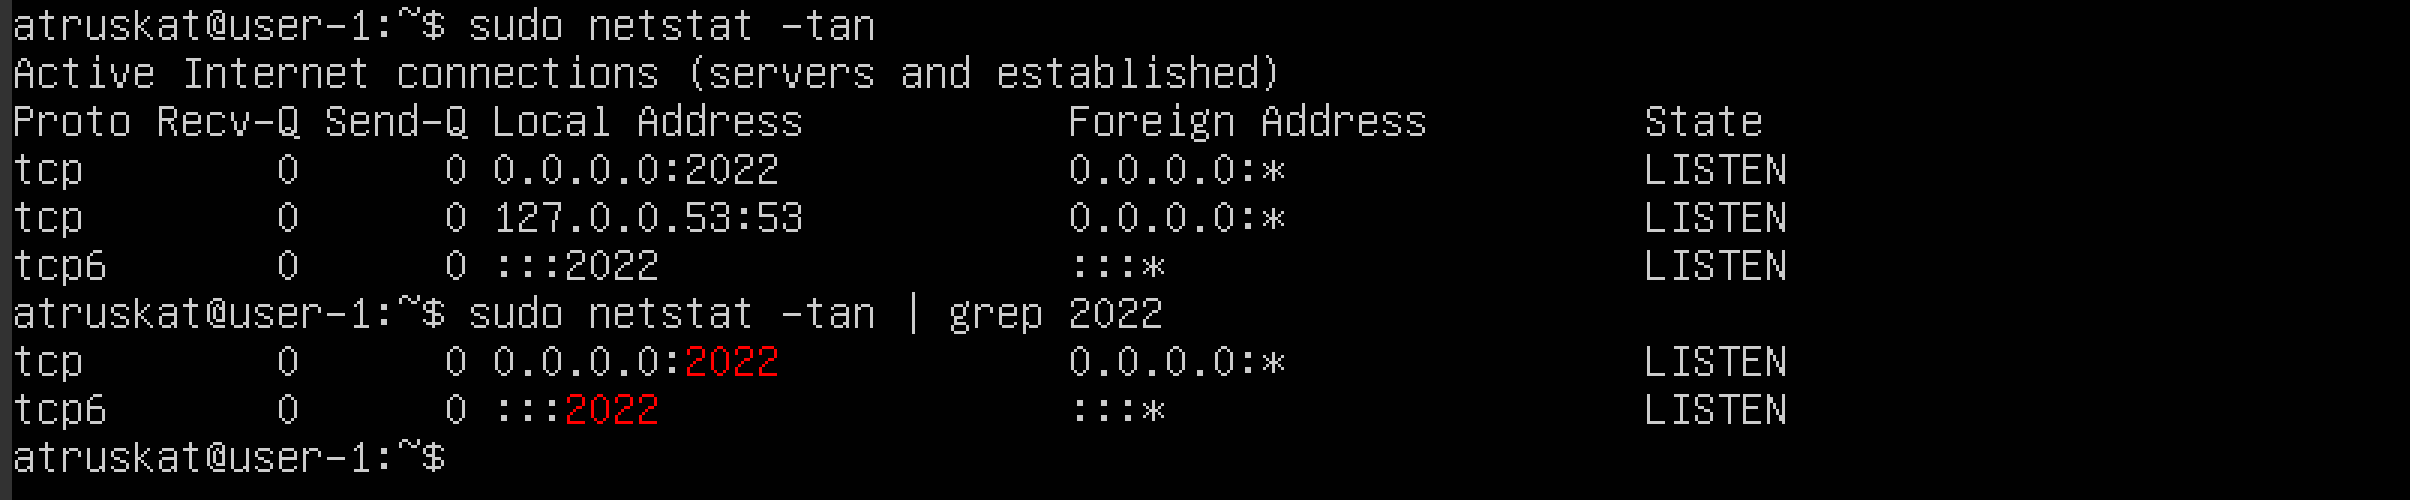 atruskat@user-1:~$ sudo netstat -tan
Active Internet connections (servers and established)
Proto Recv-Q Send-Q Local Address           Foreign Address         State
tcp        0      0 0.0.0.0:2022            0.0.0.0:*               LISTEN
tcp        0      0 127.0.0.53:53           0.0.0.0:*               LISTEN
tcp6       0      0 :::2022                 :::*                    LISTEN
atruskat@user-1:~$ sudo netstat -tan | grep 2022
tcp        0      0 0.0.0.0:2022            0.0.0.0:*               LISTEN
tcp6       0      0 :::2022                 :::*                    LISTEN
atruskat@user-1:~$